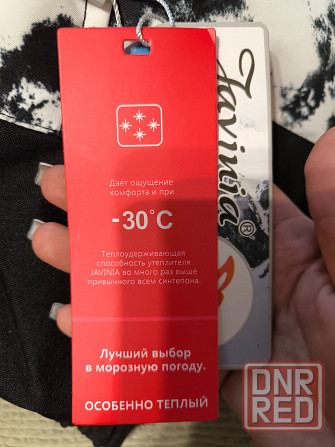 Даёт ощущение
комфорта и при
-30°C
Теплоудерживающая
способность утеплителя
JAVINIA во много раз выше
привычного всем синтепона.
Лучший выбор
в морозную погоду.
ОСОБЕННО ТЕПЛЫЙ
Javinia®
DNR
RED